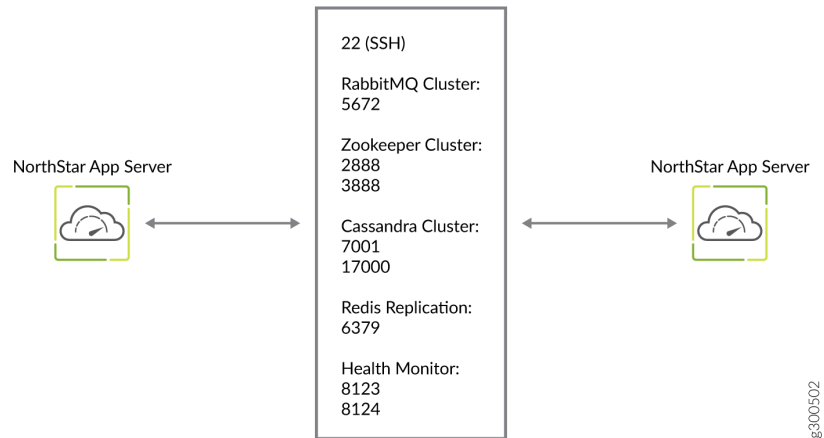 22 (SSH)
RabbitMQ Cluster:
5672
Zookeeper Cluster:
2888
3888
NorthStar App Server
NorthStar App Server
Cassandra Cluster:
7001
17000
Redis Replication:
6379
Health Monitor:
8123
8124
g300502